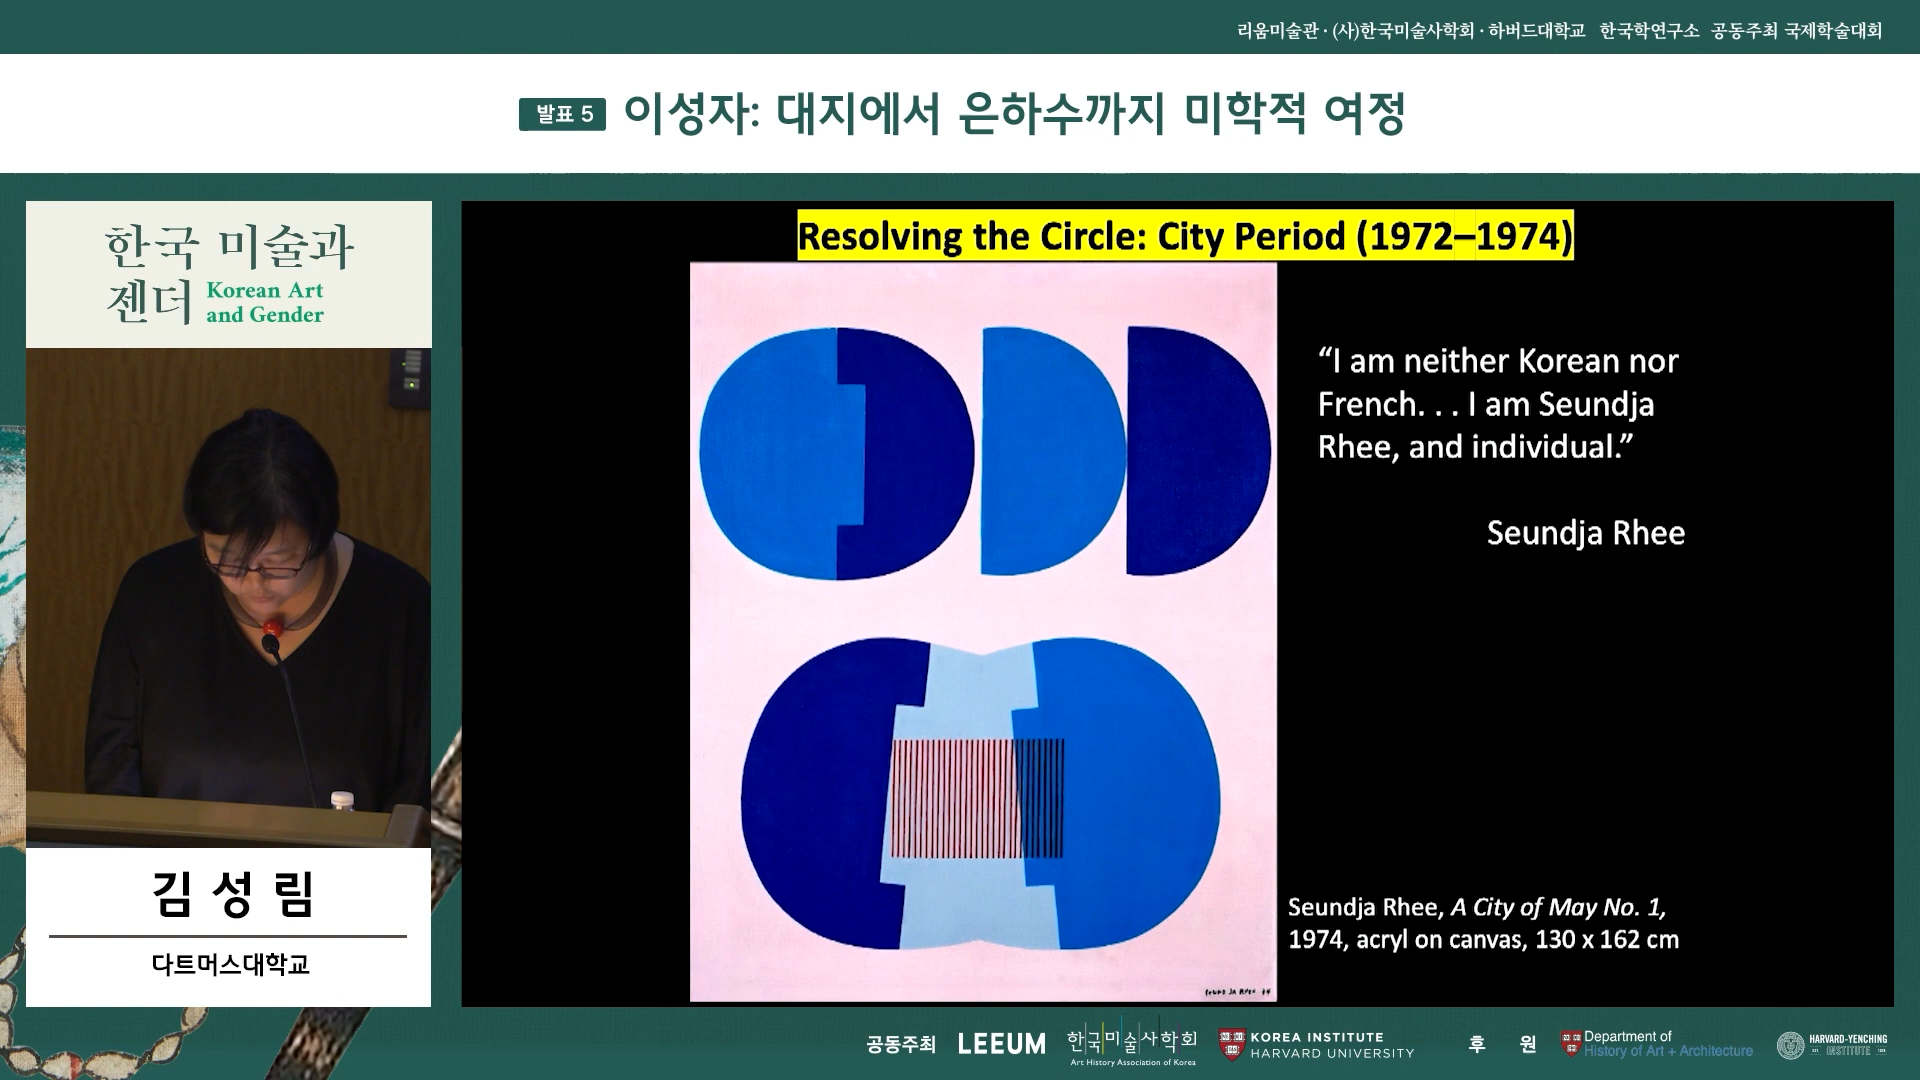 리움미술관 · (사)한국미술사학회 · 하버드대학교 한국학연구소 공동주최 국제학술대회
발표 5 이성자: 대지에서 은하수까지 미학적 여정
한국 미술과
젠더 Korean Art
and Gender
김성림
다트머스대학교
Resolving the Circle: City Period (1972–1974)
“I am neither Korean nor
French. . . I am Seundja
Rhee, and individual.”
Seundja Rhee
Seundja Rhee, A City of May No. 1,
1974, acryl on canvas, 130 x 162 cm
SEUND JA RHEE 74
공동주최 LEEUM 한국미술사학회 KOREA INSTITUTE 후 원 Department of HARVARD-YENCHING
Art History Association of Korea HARVARD UNIVERSITY History of Art + Architecture INSTITUTE